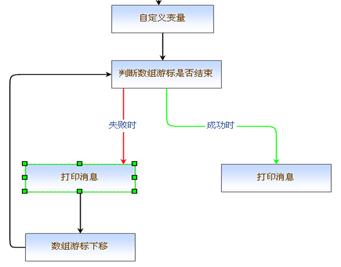 自定义变量
判断数组游标是否结束
失败时
成功时
打印消息
打印消息
数组游标下移